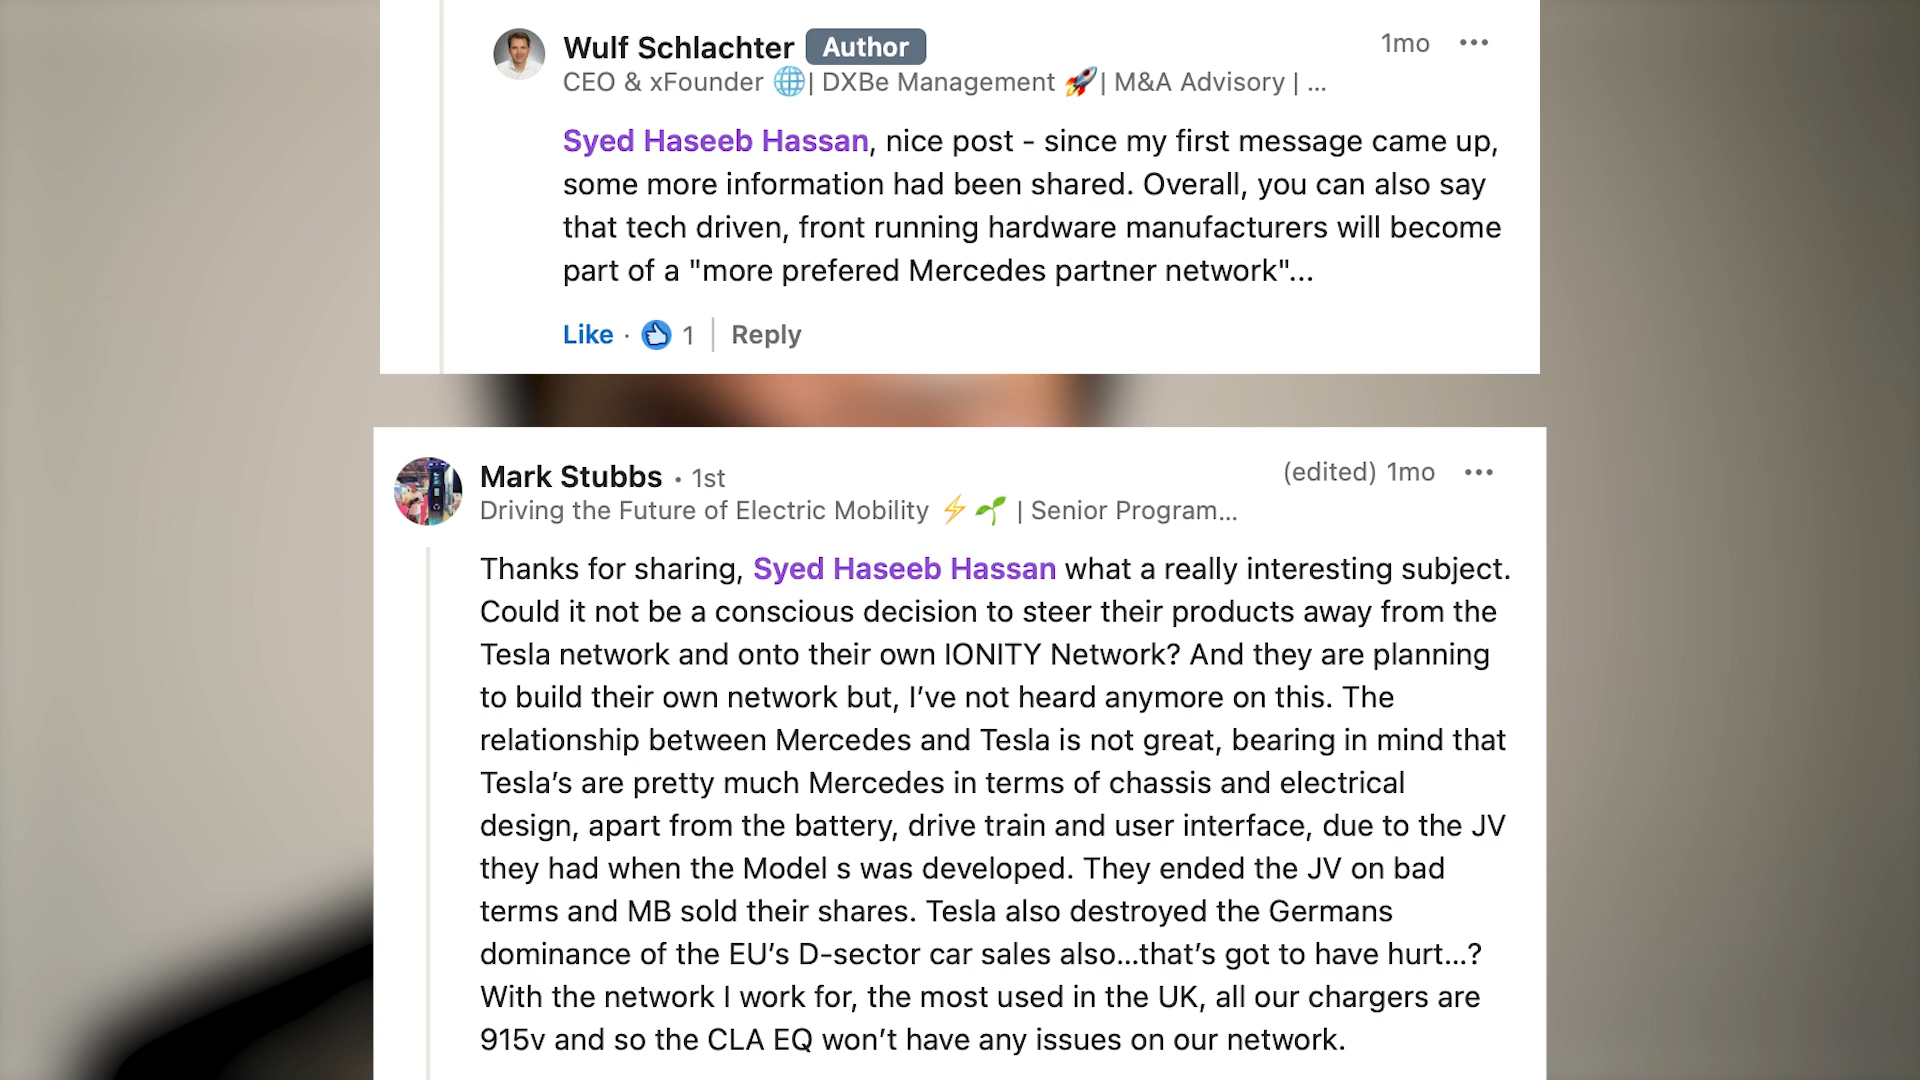 Wulf Schlachter Author 1mo
CEO & xFounder 🌐| DXBe Management 🚀| M&A Advisory | ...
Syed Haseeb Hassan, nice post - since my first message came up,
some more information had been shared. Overall, you can also say
that tech driven, front running hardware manufacturers will become
part of a "more prefered Mercedes partner network"...
Like · 1 | Reply
Mark Stubbs · 1st (edited) 1mo
Driving the Future of Electric Mobility ⚡🌱 | Senior Program...
Thanks for sharing, Syed Haseeb Hassan what a really interesting subject.
Could it not be a conscious decision to steer their products away from the
Tesla network and onto their own IONITY Network? And they are planning
to build their own network but, I’ve not heard anymore on this. The
relationship between Mercedes and Tesla is not great, bearing in mind that
Tesla’s are pretty much Mercedes in terms of chassis and electrical
design, apart from the battery, drive train and user interface, due to the JV
they had when the Model s was developed. They ended the JV on bad
terms and MB sold their shares. Tesla also destroyed the Germans
dominance of the EU’s D-sector car sales also...that’s got to have hurt...?
With the network I work for, the most used in the UK, all our chargers are
915v and so the CLA EQ won’t have any issues on our network.